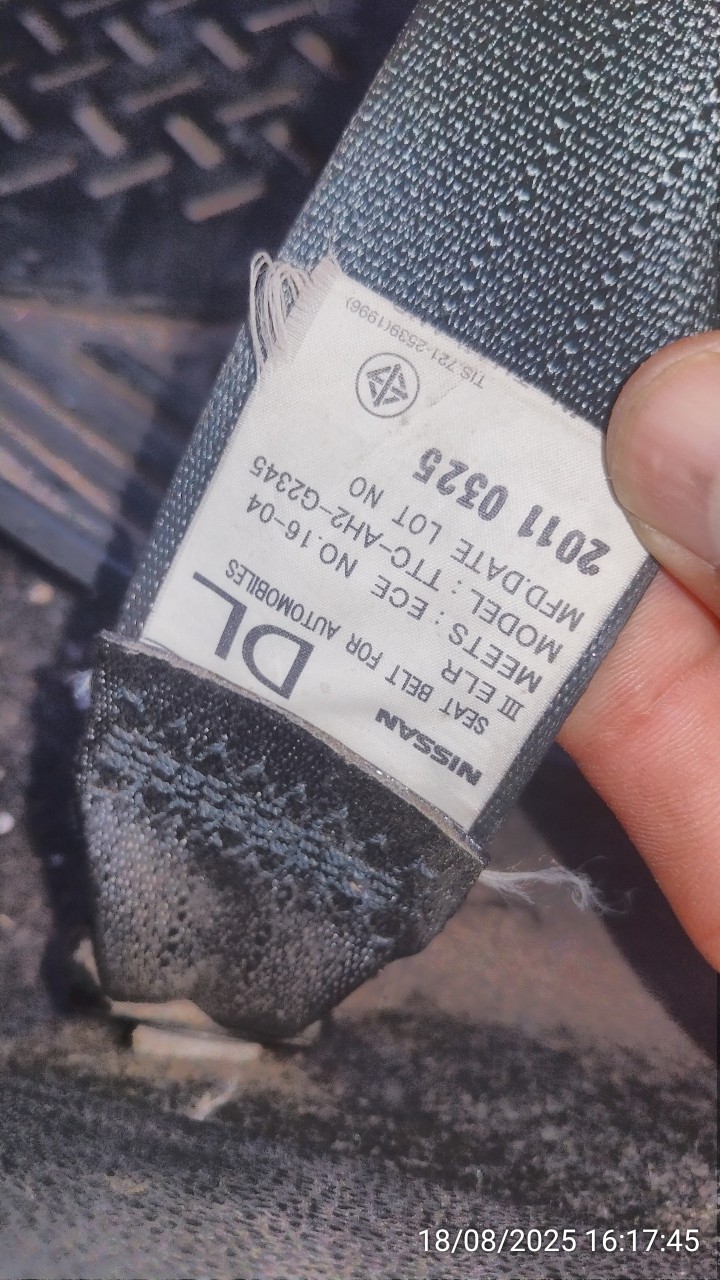 NISSAN
SEAT BELT FOR AUTOMOBILES
III ELR
DL
MEETS : ECE NO.16-04
MODEL : TTC-AH2-G2345
MFD.DATE LOT NO
2011 0325
TIS.721-2539(1996)
18/08/2025 16:17:45